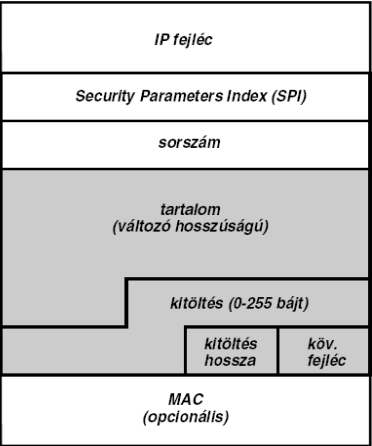 IP fejléc
Security Parameters Index (SPI)
sorszám
tartalom
(változó hosszúságú)
kitöltés (0-255 bájt)
kitöltés
hossza
köv.
fejléc
MAC
(opcionális)